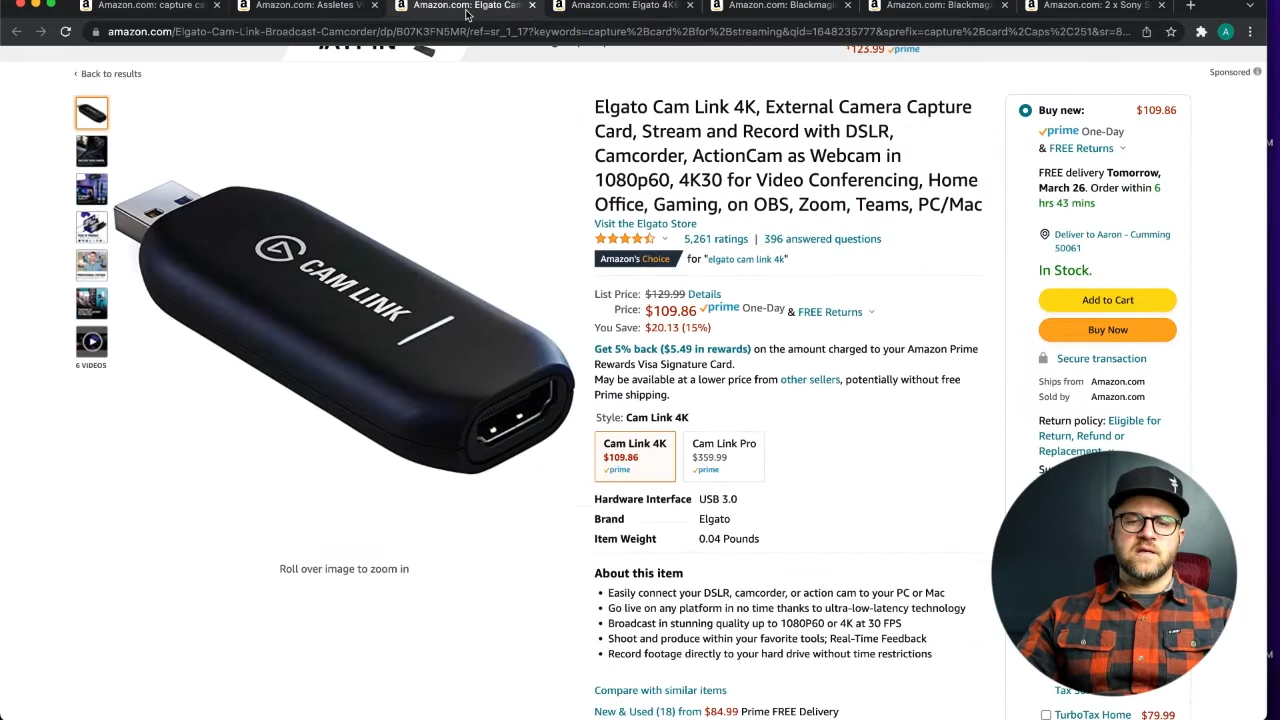 Amazon.com: capture ca
Amazon.com: Assletes V
Amazon.com: Elgato Cam
Amazon.com: Elgato 4K6
Amazon.com: Blackmagic
Amazon.com: Blackmagi
Amazon.com: 2 x Sony S
amazon.com/Elgato-Cam-Link-Broadcast-Camcorder/dp/B07K3FN5MR/ref=sr_1_17?keywords=capture%2Bcard%2Bfor%2Bstreaming&qid=1648235777&sprefix=capture%2Bcard%2Caps%2C251&sr=8...
A
$123.99 prime
‹ Back to results
Sponsored
Elgato Cam Link 4K, External Camera Capture
Card, Stream and Record with DSLR,
Camcorder, ActionCam as Webcam in
1080p60, 4K30 for Video Conferencing, Home
Office, Gaming, on OBS, Zoom, Teams, PC/Mac
Visit the Elgato Store
5,261 ratings | 396 answered questions
Amazon's Choice for "elgato cam link 4k"
List Price: $129.99 Details
Price: $109.86 prime One-Day & FREE Returns
You Save: $20.13 (15%)
Get 5% back ($5.49 in rewards) on the amount charged to your Amazon Prime
Rewards Visa Signature Card.
May be available at a lower price from other sellers, potentially without free
Prime shipping.
Style: Cam Link 4K
Cam Link 4K
$109.86
prime
Cam Link Pro
$359.99
prime
Hardware Interface USB 3.0
Brand Elgato
Item Weight 0.04 Pounds
About this item
• Easily connect your DSLR, camcorder, or action cam to your PC or Mac
• Go live on any platform in no time thanks to ultra-low-latency technology
• Broadcast in stunning quality up to 1080P60 or 4K at 30 FPS
• Shoot and produce within your favorite tools; Real-Time Feedback
• Record footage directly to your hard drive without time restrictions
Compare with similar items
New & Used (18) from $84.99 Prime FREE Delivery
CAM LINK
6 VIDEOS
Roll over image to zoom in
Buy new: $109.86
prime One-Day
& FREE Returns
FREE delivery Tomorrow,
March 26. Order within 6
hrs 43 mins
Deliver to Aaron - Cumming
50061
In Stock.
Add to Cart
Buy Now
Secure transaction
Ships from Amazon.com
Sold by Amazon.com
Return policy: Eligible for
Return, Refund or
Replacement
TurboTax Home $79.99